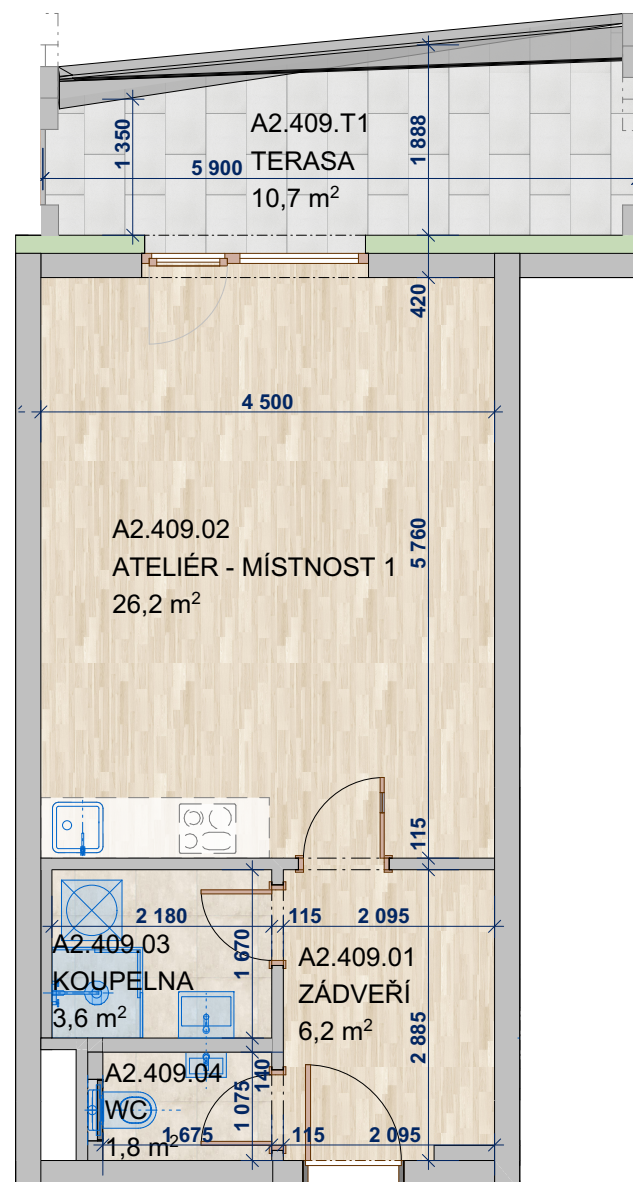 A2.409.T1
TERASA
10,7 m²
1 350
5 900
1 888
420
4 500
5 760
A2.409.02
ATELIÉR - MÍSTNOST 1
26,2 m²
115
2 180
115
2 095
A2.409.03
KOUPELNA
3,6 m²
1 670
A2.409.01
ZÁDVEŘÍ
6,2 m²
2 885
A2.409.04
WC
1,8 m²
140
1 075
1 675
115
2 095